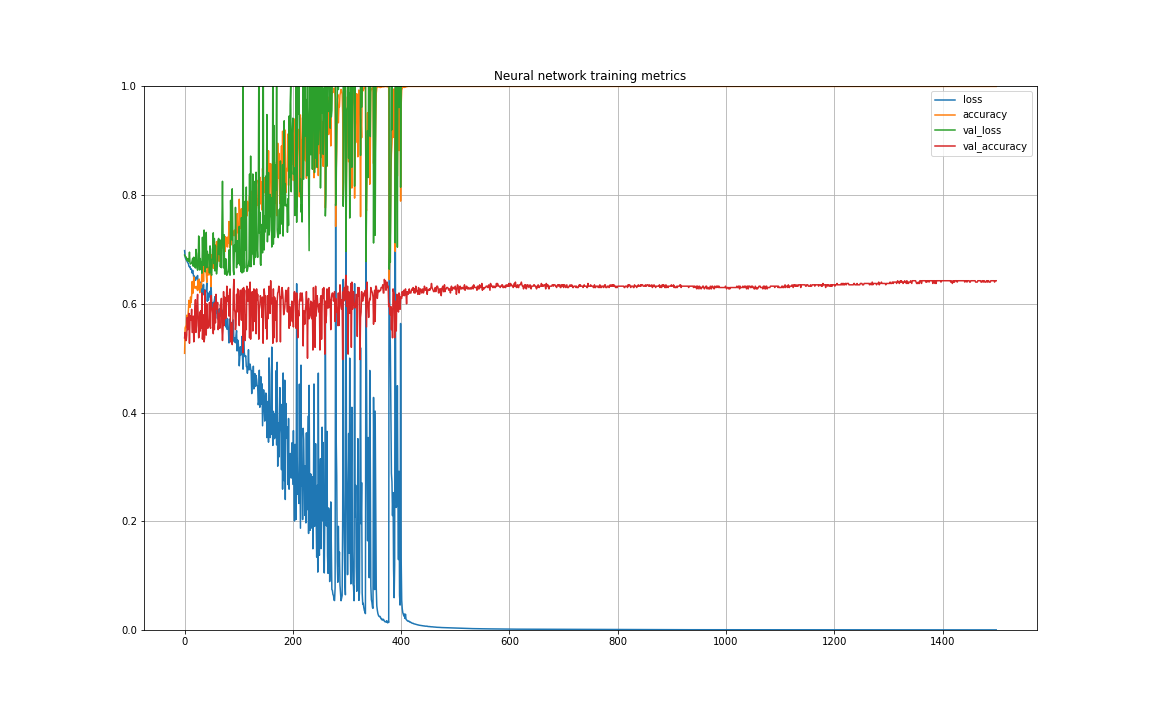 Neural network training metrics
1.0
0.8
0.6
0.4
0.2
0.0
0 200 400 600 800 1000 1200 1400
loss
accuracy
val_loss
val_accuracy